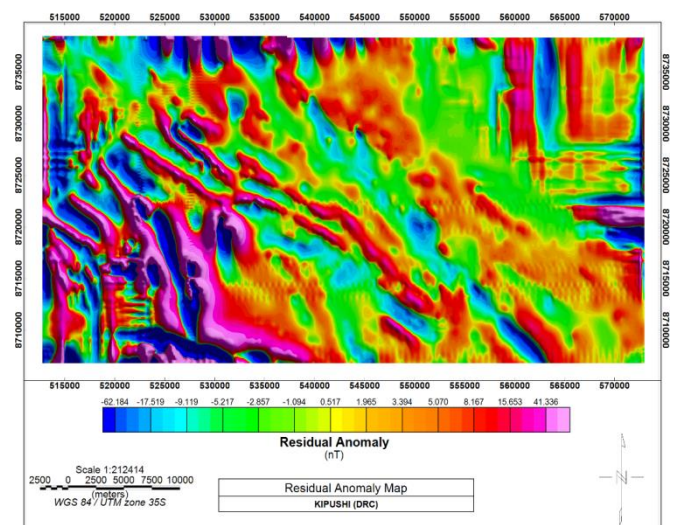 515000 520000 525000 530000 535000 540000 545000 550000 555000 560000 565000 570000
8735000 8735000
8730000 8730000
8725000 8725000
8720000 8720000
8715000 8715000
8710000 8710000
515000 520000 525000 530000 535000 540000 545000 550000 555000 560000 565000 570000
-62.184 -17.519 -9.119 -5.217 -2.857 -1.094 0.517 1.965 3.394 5.070 8.167 15.653 41.336
Residual Anomaly
(nT)
Scale 1:212414
2500 0 2500 5000 7500 10000
(meters)
WGS 84 / UTM zone 35S
Residual Anomaly Map
KIPUSHI (DRC)
N